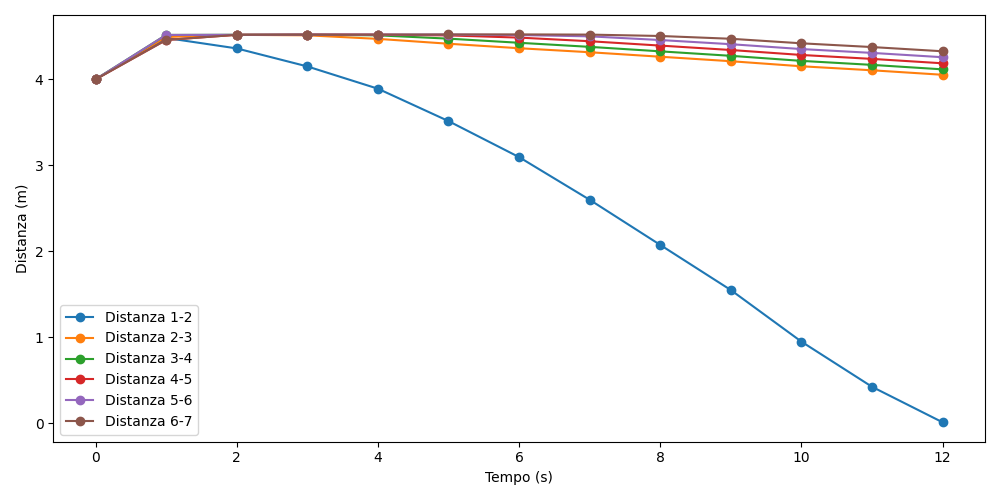 4
3
2
1
0
Distanza (m)
Distanza 1-2
Distanza 2-3
Distanza 3-4
Distanza 4-5
Distanza 5-6
Distanza 6-7
0 2 4 6 8 10 12
Tempo (s)